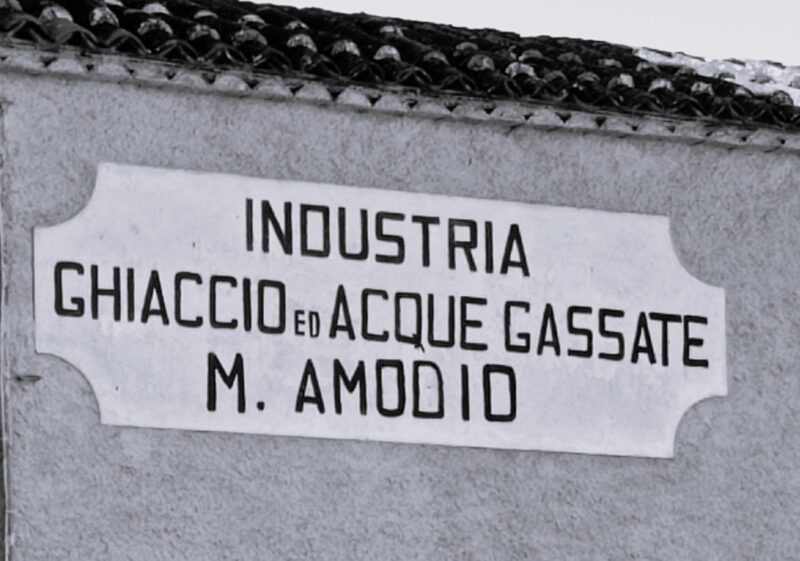 INDUSTRIA
GHIACCIO ED ACQUE GASSATE
M. AMODIO